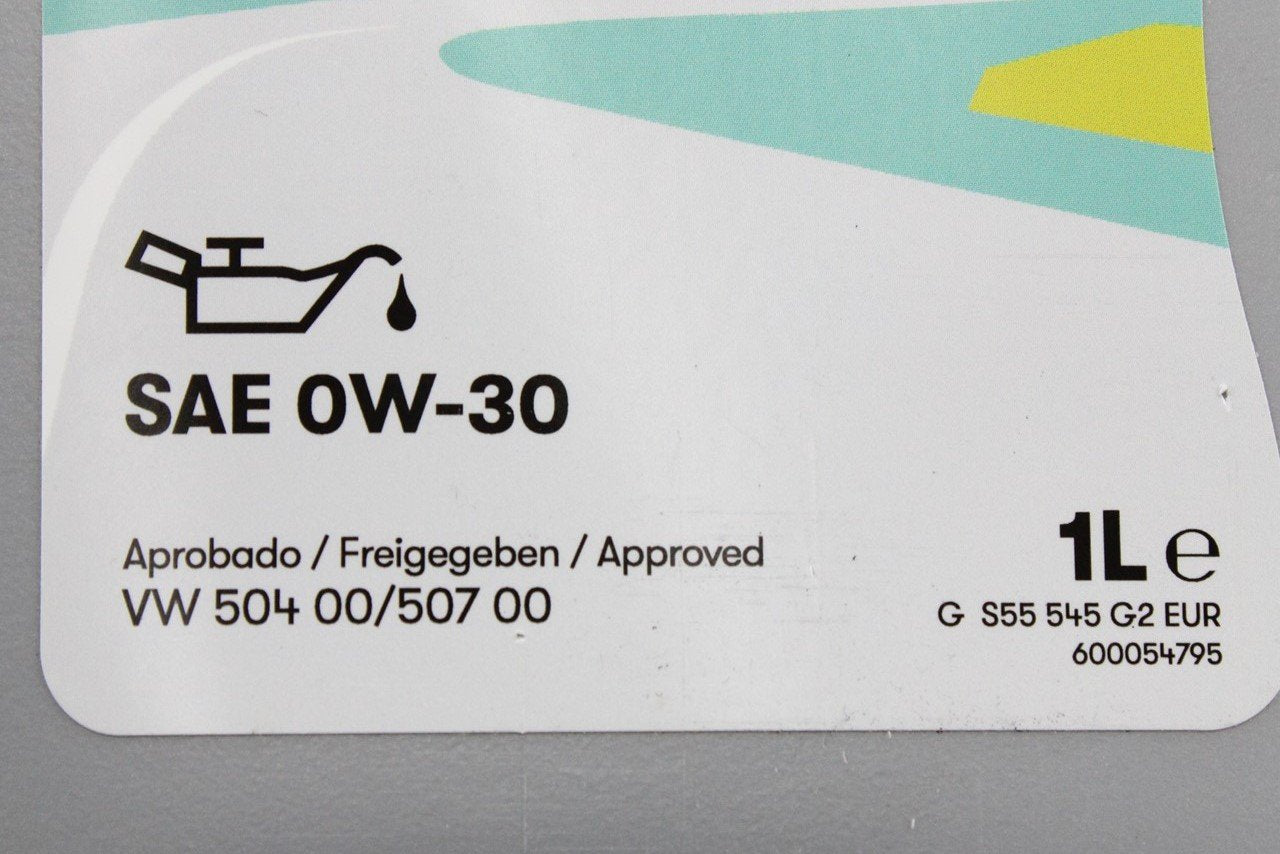 SAE 0W-30
Aprobado / Freigegeben / Approved
VW 504 00/507 00
1L ℮
G S55 545 G2 EUR
600054795